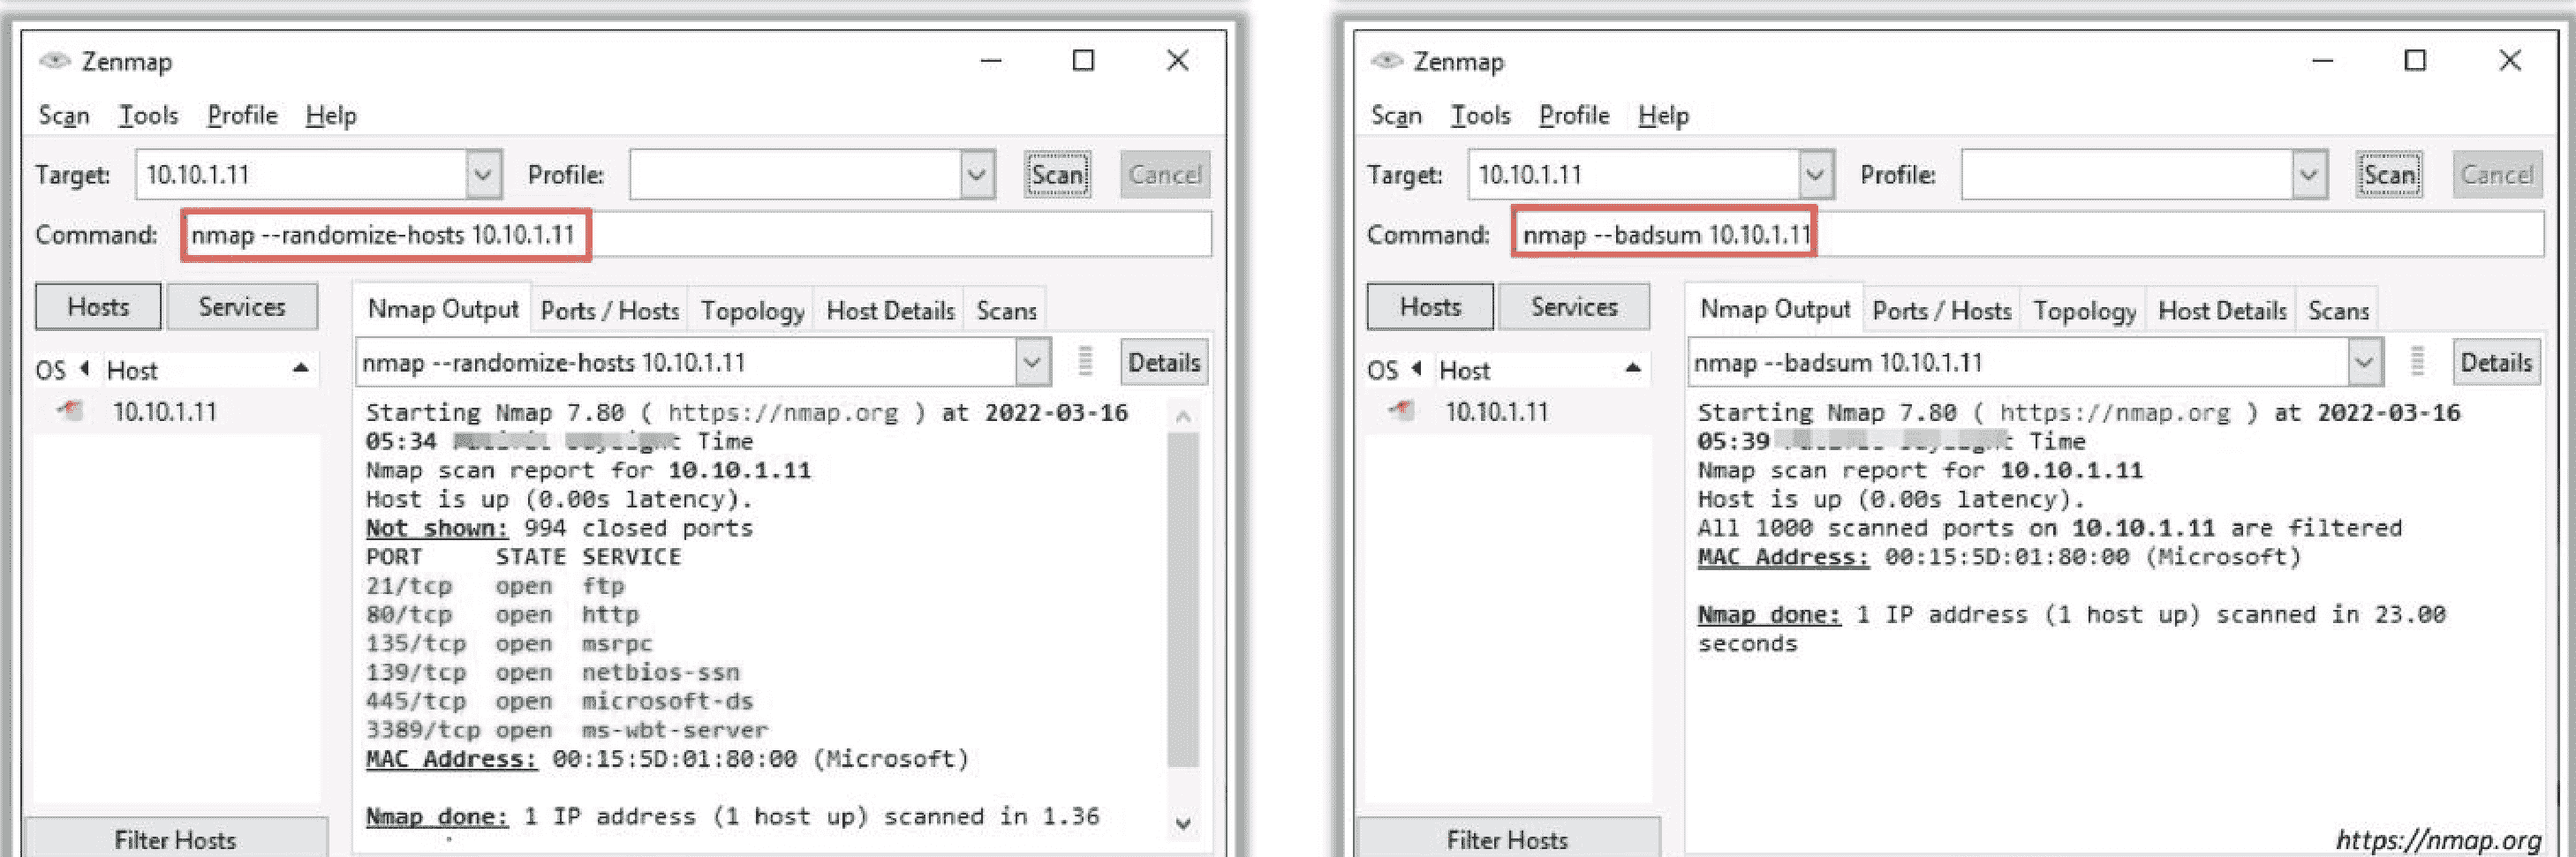 Zenmap
Scan Tools Profile Help
Target: 10.10.1.11 Profile: Scan Cancel
Command: nmap --randomize-hosts 10.10.1.11
Hosts Services
Nmap Output Ports / Hosts Topology Host Details Scans
OS Host
nmap --randomize-hosts 10.10.1.11 Details
10.10.1.11
Starting Nmap 7.80 ( https://nmap.org ) at 2022-03-16
05:34 Time
Nmap scan report for 10.10.1.11
Host is up (0.00s latency).
Not shown: 994 closed ports
PORT STATE SERVICE
21/tcp open ftp
80/tcp open http
135/tcp open msrpc
139/tcp open netbios-ssn
445/tcp open microsoft-ds
3389/tcp open ms-wbt-server
MAC Address: 00:15:5D:01:80:00 (Microsoft)
Nmap done: 1 IP address (1 host up) scanned in 1.36
Filter Hosts
Zenmap
Scan Tools Profile Help
Target: 10.10.1.11 Profile: Scan Cancel
Command: nmap --badsum 10.10.1.11
Hosts Services
Nmap Output Ports / Hosts Topology Host Details Scans
OS Host
nmap --badsum 10.10.1.11 Details
10.10.1.11
Starting Nmap 7.80 ( https://nmap.org ) at 2022-03-16
05:39 Time
Nmap scan report for 10.10.1.11
Host is up (0.00s latency).
All 1000 scanned ports on 10.10.1.11 are filtered
MAC Address: 00:15:5D:01:80:00 (Microsoft)
Nmap done: 1 IP address (1 host up) scanned in 23.00
seconds
Filter Hosts
https://nmap.org